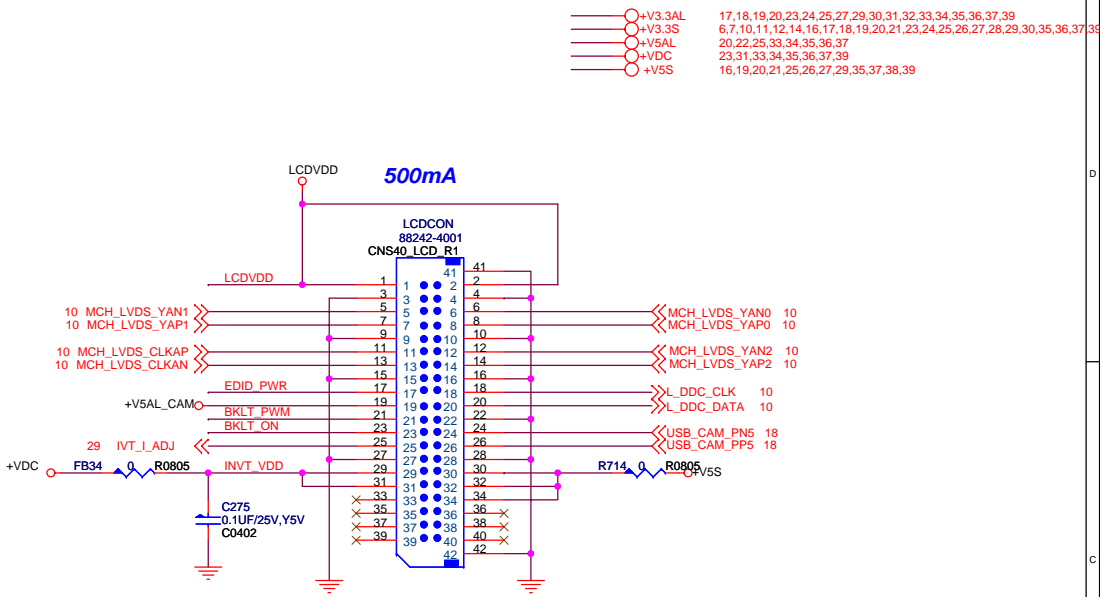 +V3.3AL 17,18,19,20,23,24,25,27,29,30,31,32,33,34,35,36,37,39
+V3.3S 6,7,10,11,12,14,16,17,18,19,20,21,23,24,25,26,27,28,29,30,35,36,37,39
+V5AL 20,22,25,33,34,35,36,37
+VDC 23,31,33,34,35,36,37,39
+V5S 16,19,20,21,25,26,27,29,35,37,38,39
D
LCDVDD
500mA
LCDCON
88242-4001
CNS40_LCD_R1
41 41
LCDVDD 1 1 2 2
3 3 4 4
10 MCH_LVDS_YAN1 5 5 6 6 MCH_LVDS_YAN0 10
10 MCH_LVDS_YAP1 7 7 8 8 MCH_LVDS_YAP0 10
9 9 10 10
10 MCH_LVDS_CLKAP 11 11 12 12 MCH_LVDS_YAN2 10
10 MCH_LVDS_CLKAN 13 13 14 14 MCH_LVDS_YAP2 10
15 15 16 16
EDID_PWR 17 17 18 18 L_DDC_CLK 10
+V5AL_CAM 19 19 20 20 L_DDC_DATA 10
BKLT_PWM 21 21 22 22
BKLT_ON 23 23 24 24 USB_CAM_PN5 18
29 IVT_I_ADJ 25 25 26 26 USB_CAM_PP5 18
27 27 28 28
+VDC FB34 0 R0805 INVT_VDD 29 29 30 30 R714 0 R0805 +V5S
31 31 32 32
33 33 34 34
35 35 36 36
37 37 38 38
39 39 40 40
42 42
C275
0.1UF/25V,Y5V
C0402
C